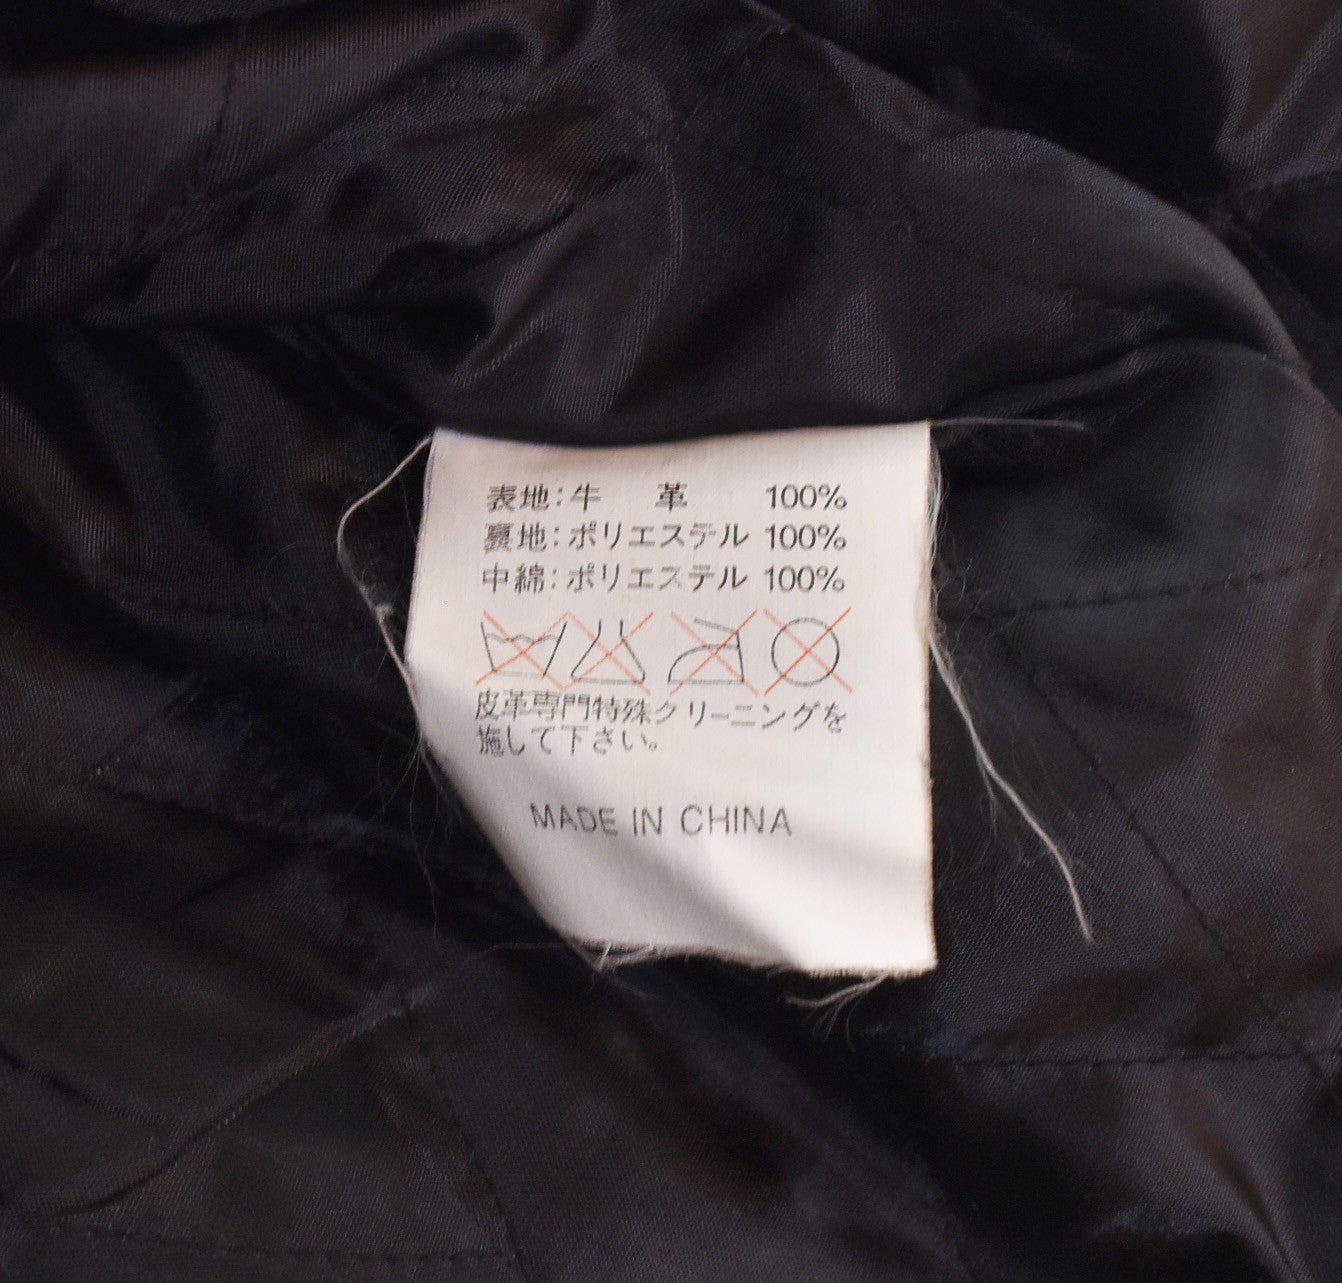 表地:牛 革 100%
裏地:ポリエステル 100%
中綿:ポリエステル 100%
皮革専門特殊クリーニングを
施して下さい。
MADE IN CHINA